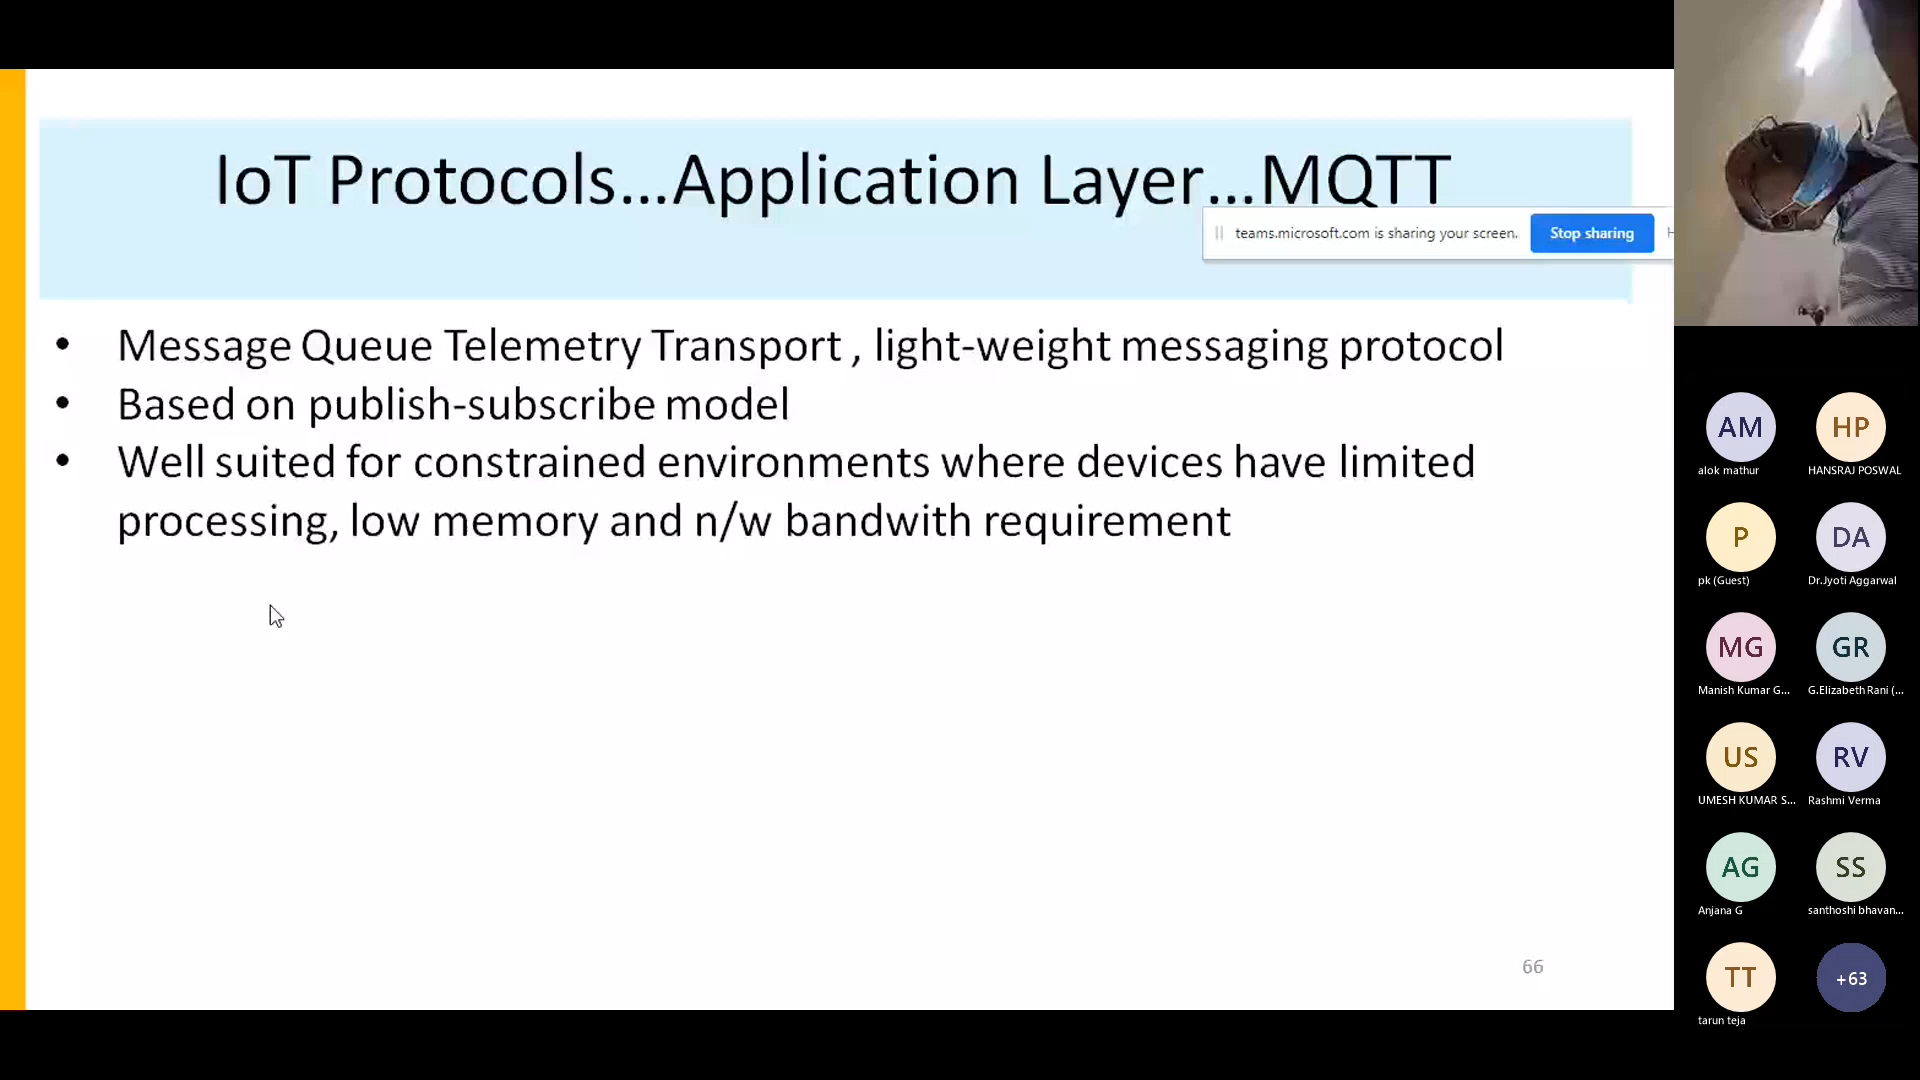 IoT Protocols...Application Layer...MQTT
teams.microsoft.com is sharing your screen.
Stop sharing
• Message Queue Telemetry Transport , light-weight messaging protocol
• Based on publish-subscribe model
• Well suited for constrained environments where devices have limited
processing, low memory and n/w bandwith requirement
66
AM
HP
alok mathur
HANSRAJ POSWAL
P
DA
pk (Guest)
Dr.Jyoti Aggarwal
MG
GR
Manish Kumar G...
G.Elizabeth Rani (...
US
RV
UMESH KUMAR S...
Rashmi Verma
AG
SS
Anjana G
santhoshi bhavan...
TT
+63
tarun teja